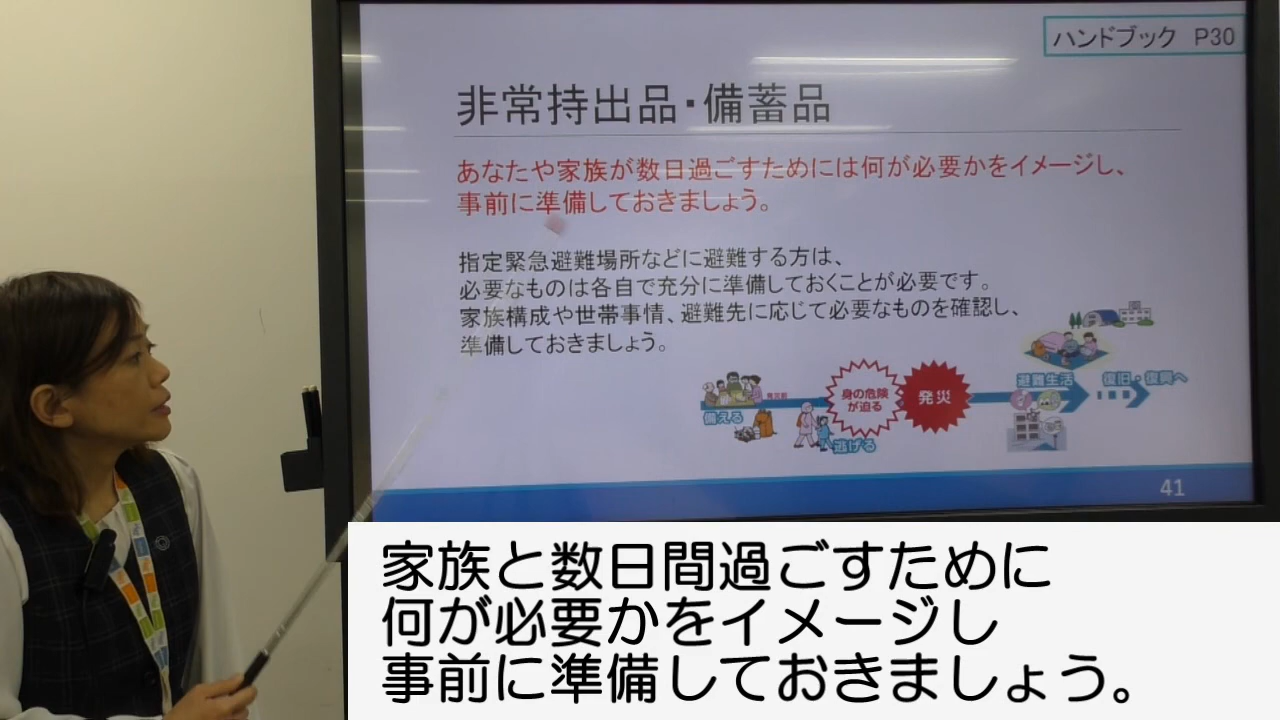 ハンドブック P30
非常持出品・備蓄品
あなたや家族が数日過ごすためには何が必要かをイメージし、
事前に準備しておきましょう。
指定緊急避難場所などに避難する方は、
必要なものは各自で充分に準備しておくことが必要です。
家族構成や世帯事情、避難先に応じて必要なものを確認し、
準備しておきましょう。
備える
身の危険
が迫る
逃げる
発災
避難生活
復旧・復興へ
41
家族と数日間過ごすために
何が必要かをイメージし
事前に準備しておきましょう。